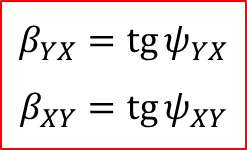 β_YX = tg ψ_YX
β_XY = tg ψ_XY